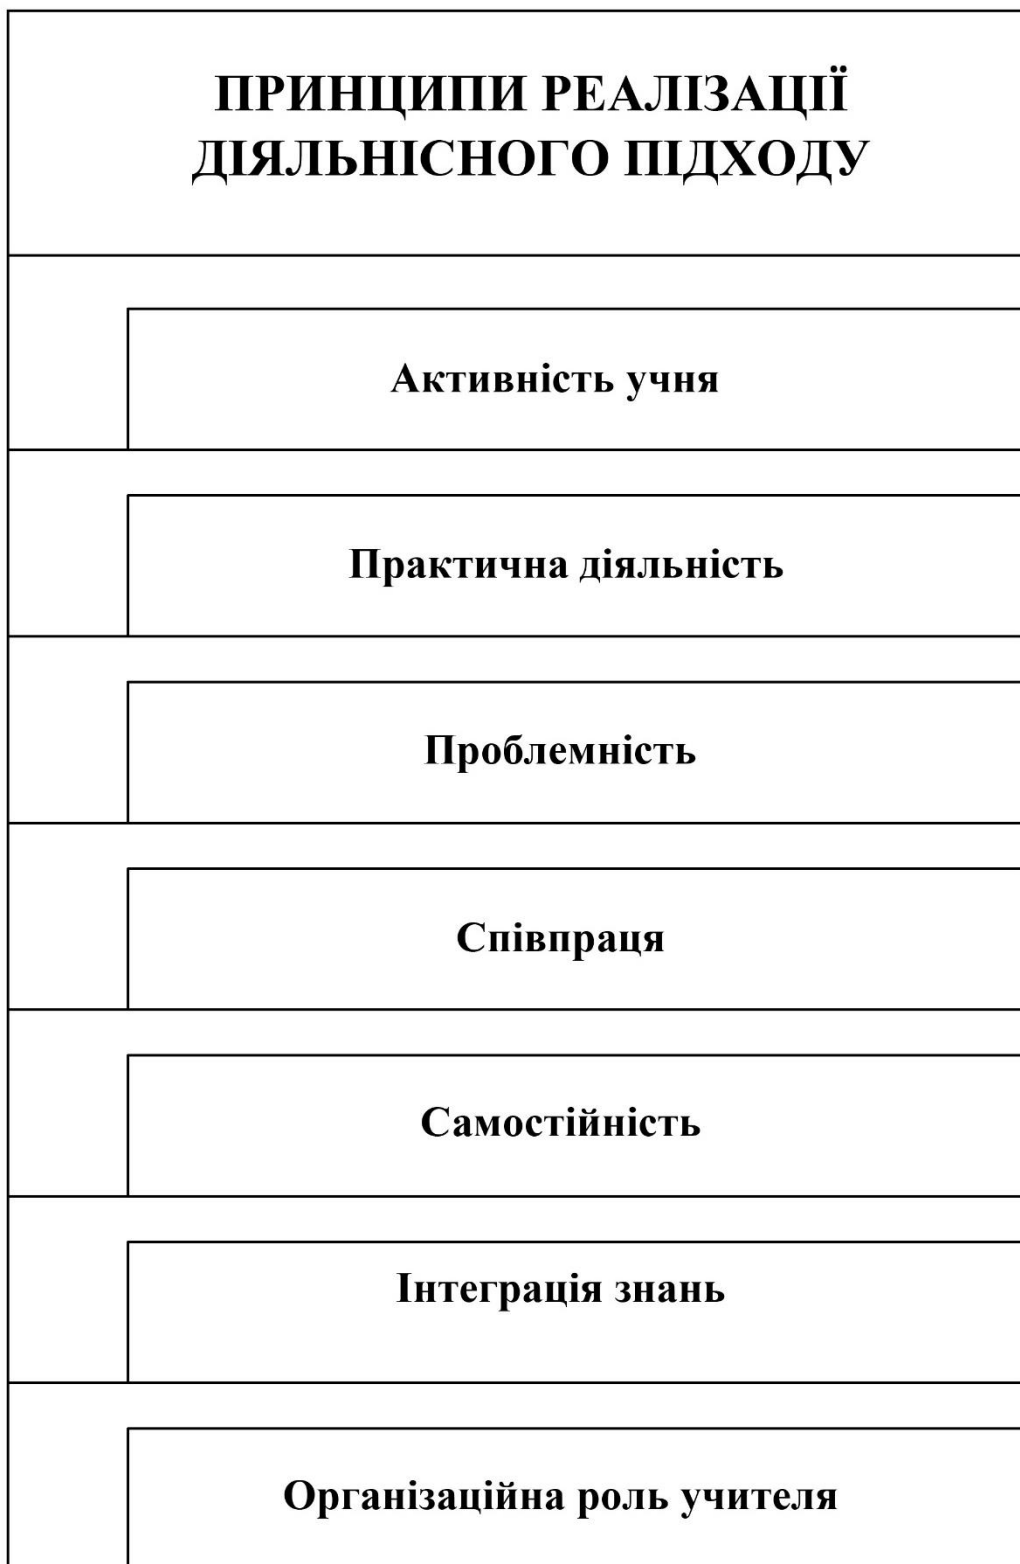 ПРИНЦИПИ РЕАЛІЗАЦІЇ
ДІЯЛЬНІСНОГО ПІДХОДУ
Активність учня
Практична діяльність
Проблемність
Співпраця
Самостійність
Інтеграція знань
Організаційна роль учителя